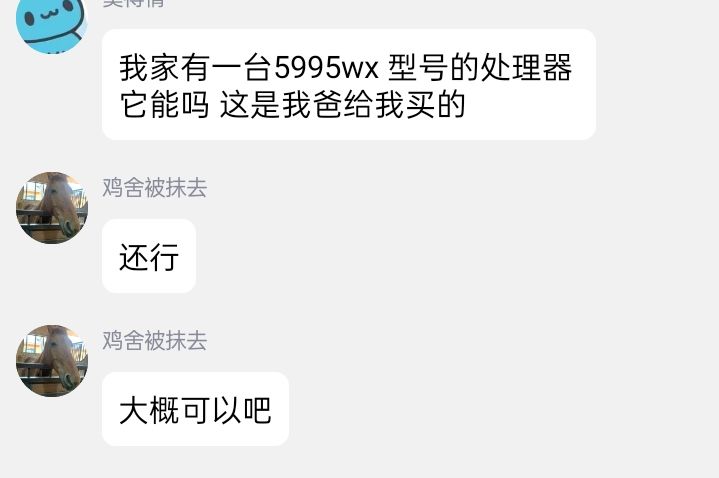 我家有一台5995wx 型号的处理器
它能吗 这是我爸给我买的
鸡舍被抹去
还行
鸡舍被抹去
大概可以吧